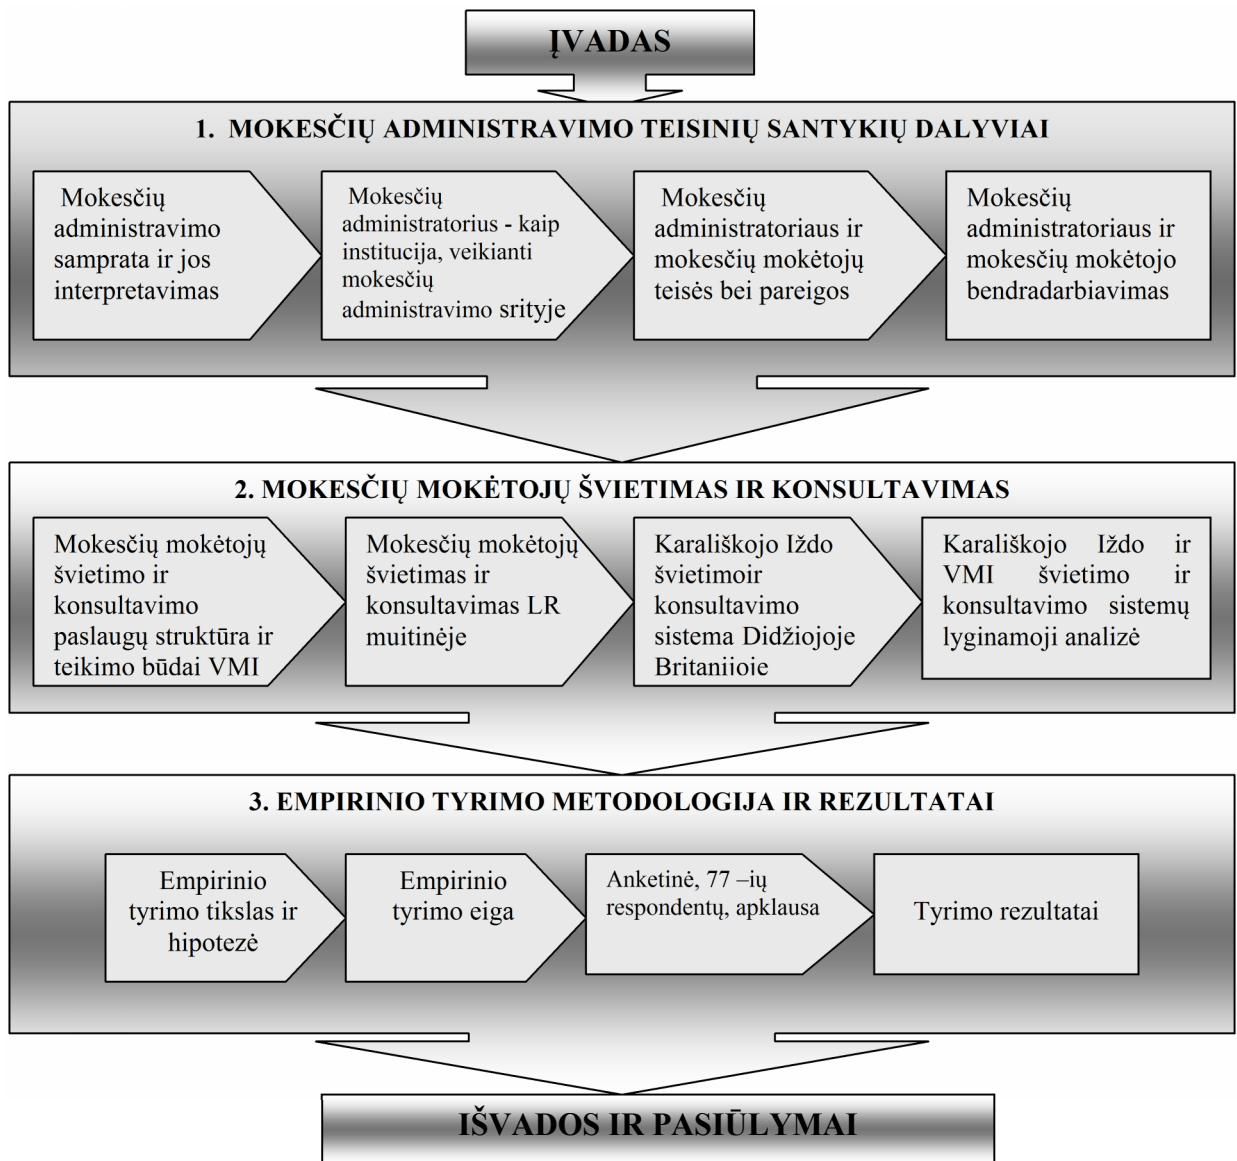 ĮVADAS
1. MOKESČIŲ ADMINISTRAVIMO TEISINIŲ SANTYKIŲ DALYVIAI
Mokesčių
administravimo
samprata ir jos
interpretavimas
Mokesčių
administratorius - kaip
institucija, veikianti
mokesčių
administravimo srityje
Mokesčių
administratoriaus ir
mokesčių mokėtojų
teisės bei pareigos
Mokesčių
administratoriaus ir
mokesčių mokėtojo
bendradarbiavimas
2. MOKESČIŲ MOKĖTOJŲ ŠVIETIMAS IR KONSULTAVIMAS
Mokesčių mokėtojų
švietimo ir
konsultavimo
paslaugų struktūra ir
teikimo būdai VMI
Mokesčių mokėtojų
švietimas ir
konsultavimas LR
muitinėje
Karališkojo Iždo
švietimoir
konsultavimo
sistema Didžiojoje
Britanijoje
Karališkojo Iždo ir
VMI švietimo ir
konsultavimo sistemų
lyginamoji analizė
3. EMPIRINIO TYRIMO METODOLOGIJA IR REZULTATAI
Empirinio
tyrimo tikslas ir
hipotezė
Empirinio
tyrimo eiga
Anketinė, 77 –ių
respondentų, apklausa
Tyrimo rezultatai
IŠVADOS IR PASIŪLYMAI